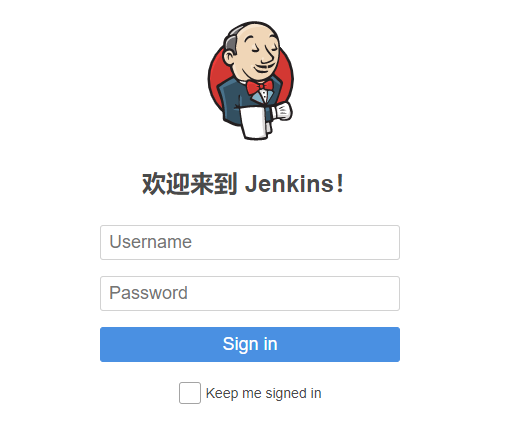 欢迎来到 Jenkins！
Username
Password
Sign in
Keep me signed in